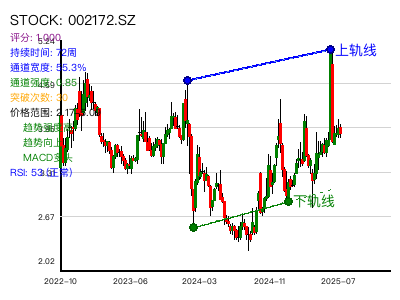 STOCK: 002172.SZ
评分: 1.000
持续时间: 72周
通道宽度: 55.3%
通道强度: 0.85
突破次数: 30
价格范围: 2.17
趋势强度
趋势向上
MACD多头
RSI: 53 (正常)
上轨线
下轨线
2.67
2.02
2022-10
2023-06
2024-03
2024-11
2025-07